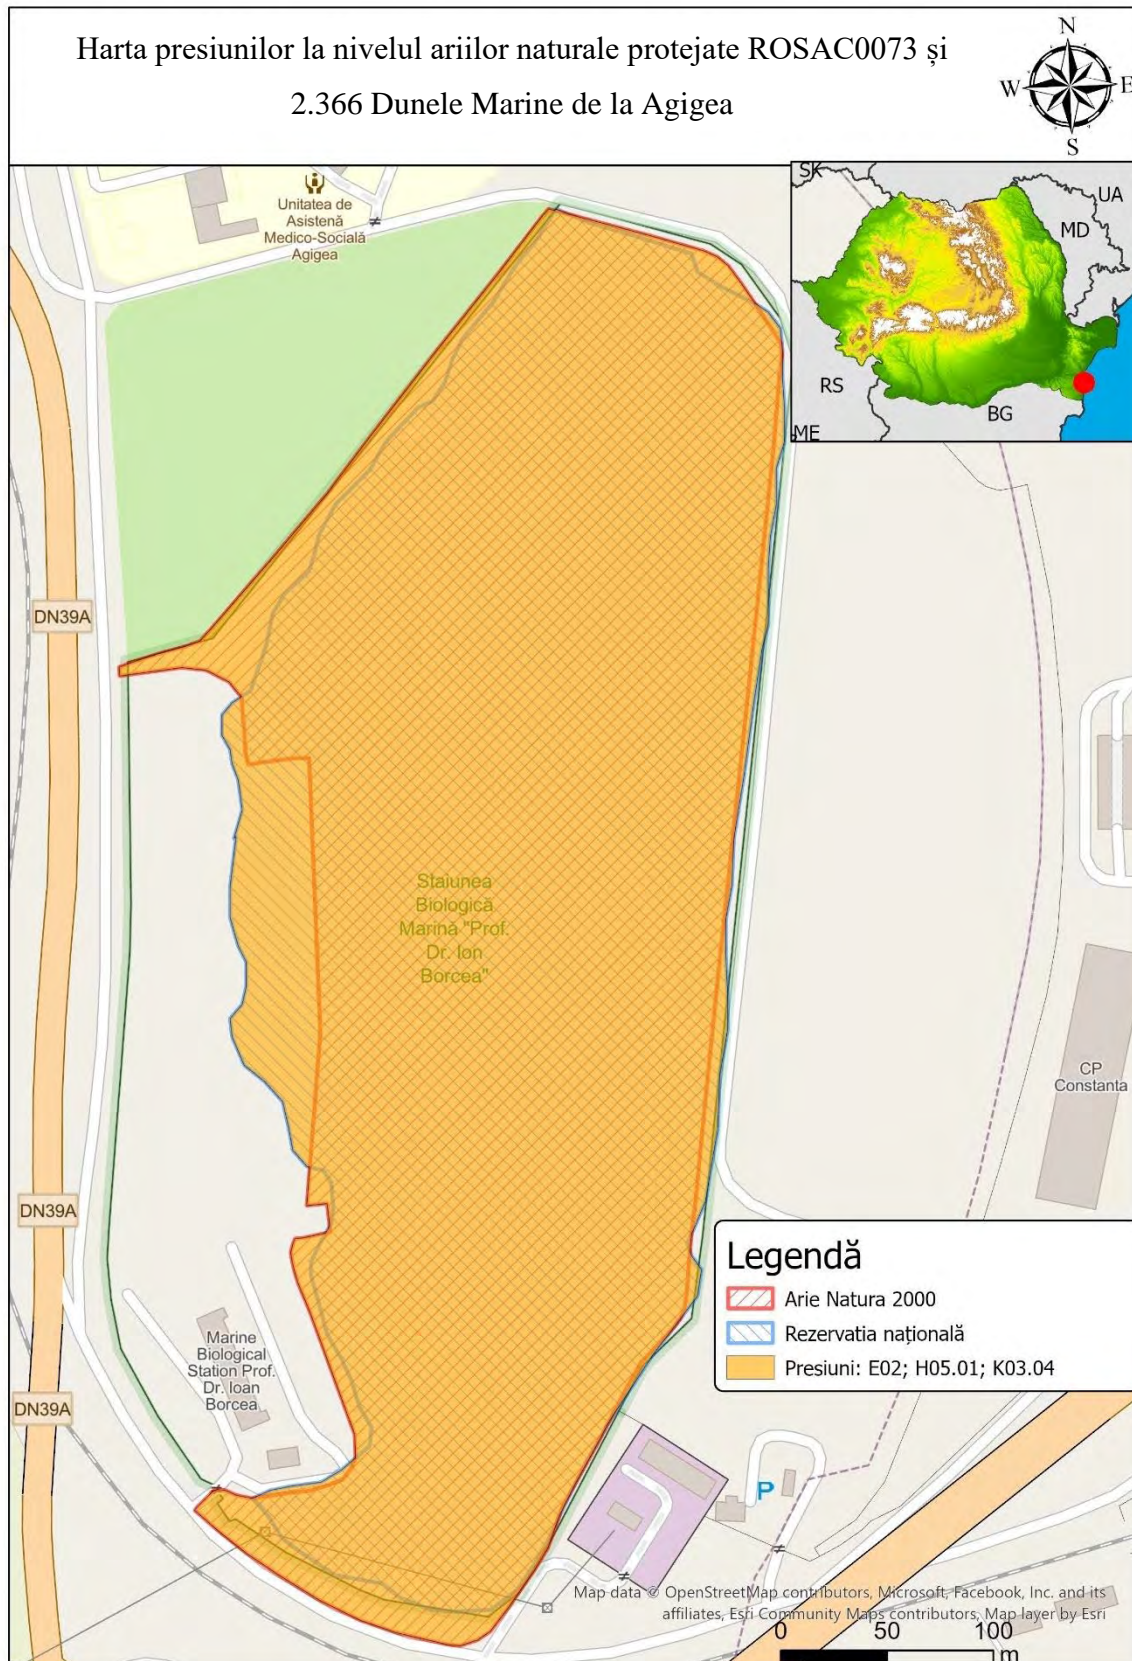 Harta presiunilor la nivelul ariilor naturale protejate ROSAC0073 și
2.366 Dunele Marine de la Agigea
N
W
E
S
SK
UA
MD
RS
BG
ME
Unitatea de
Asistenă
Medico-Socială
Agigea
DN39A
Staiunea
Biologică
Marină "Prof.
Dr. Ion
Borcea"
CP
Constanta
DN39A
Marine
Biological
Station Prof.
Dr. Ioan
Borcea
DN39A
Legendă
Arie Natura 2000
Rezervatia națională
Presiuni: E02; H05.01; K03.04
P
Map data © OpenStreetMap contributors, Microsoft, Facebook, Inc. and its
affiliates, Esri Community Maps contributors, Map layer by Esri
0 50 100
m